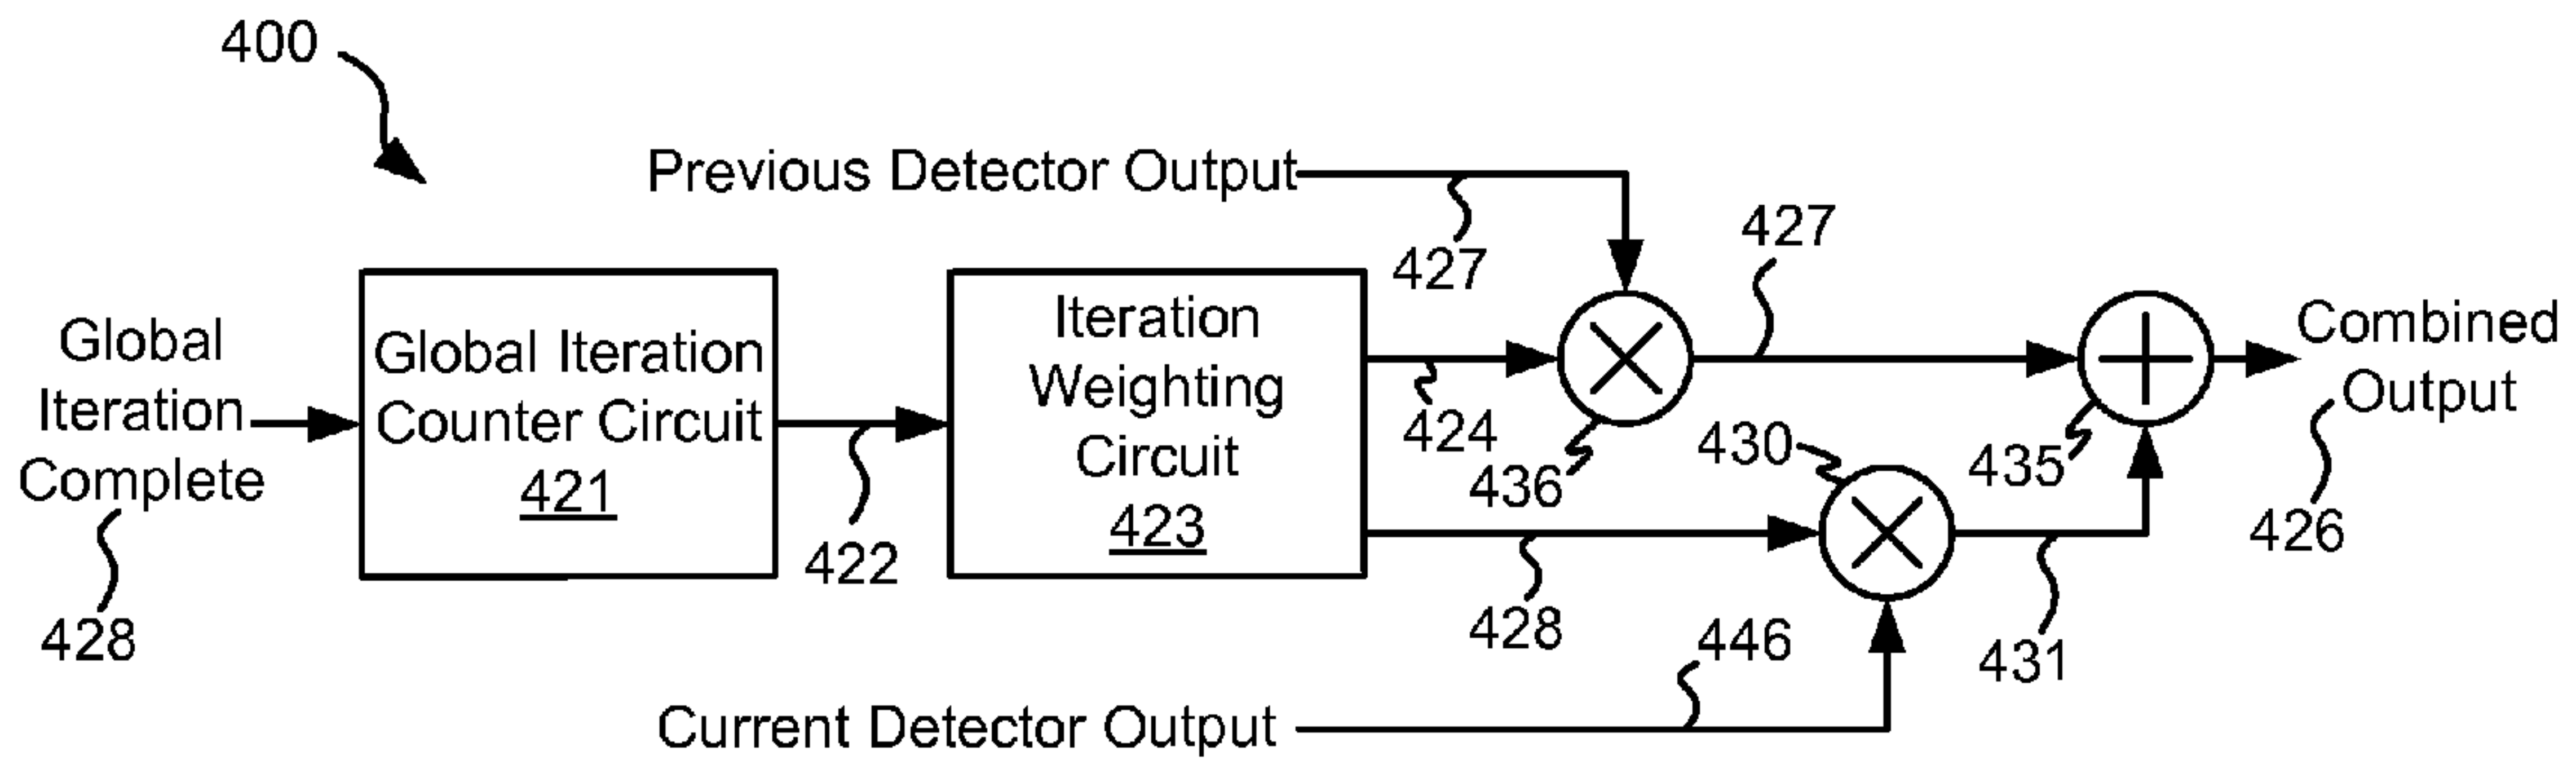 400
Previous Detector Output
427
427
Global
Iteration
Complete
428
Global Iteration
Counter Circuit
421
422
Iteration
Weighting
Circuit
423
424
436
430
435
Combined
Output
426
428
446
431
Current Detector Output